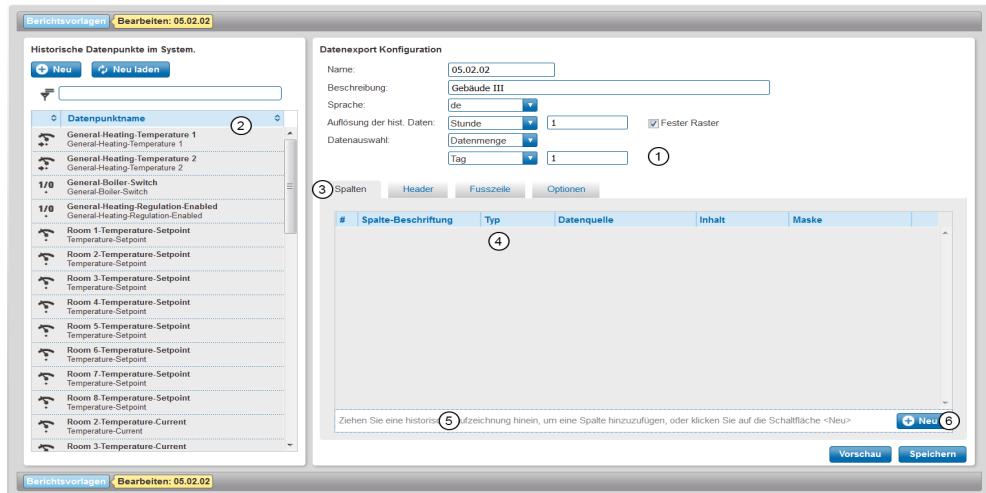 Berichtsvorlagen Bearbeiten: 05.02.02
Historische Datenpunkte im System.
Neu Neu laden
Datenpunktname
2
General-Heating-Temperature 1
General-Heating-Temperature 1
General-Heating-Temperature 2
General-Heating-Temperature 2
1/0 General-Boiler-Switch
General-Boiler-Switch
1/0 General-Heating-Regulation-Enabled
General-Heating-Regulation-Enabled
Room 1-Temperature-Setpoint
Temperature-Setpoint
Room 2-Temperature-Setpoint
Temperature-Setpoint
Room 3-Temperature-Setpoint
Temperature-Setpoint
Room 4-Temperature-Setpoint
Temperature-Setpoint
Room 5-Temperature-Setpoint
Temperature-Setpoint
Room 6-Temperature-Setpoint
Temperature-Setpoint
Room 7-Temperature-Setpoint
Temperature-Setpoint
Room 8-Temperature-Setpoint
Temperature-Setpoint
Room 2-Temperature-Current
Temperature-Current
Room 3-Temperature-Current
Datenexport Konfiguration
Name: 05.02.02
Beschreibung: Gebäude III
Sprache: de
Auflösung der hist. Daten: Stunde 1 Fester Raster
Datenauswahl: Datenmenge
Tag 1
1
3 Spalten Header Fusszeile Optionen
# Spalte-Beschriftung Typ Datenquelle Inhalt Maske
4
Ziehen Sie eine historis 5 ufzeichnung hinein, um eine Spalte hinzuzufügen, oder klicken Sie auf die Schaltfläche <Neu> Neu 6
Vorschau Speichern
Berichtsvorlagen Bearbeiten: 05.02.02